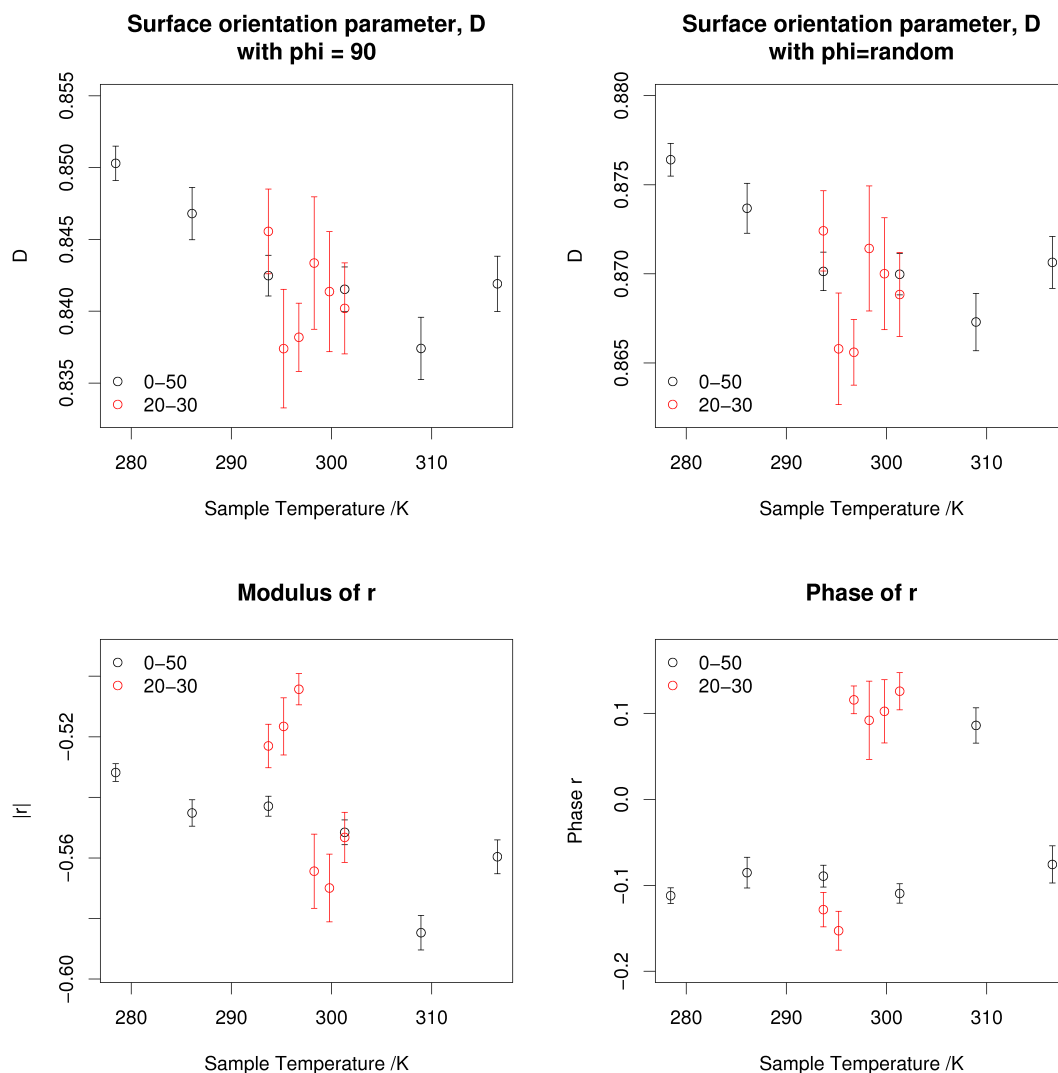 Surface orientation parameter, D
with phi = 90
0.855
0.850
0.845
0.840
0.835
D
0−50
20−30
280
290
300
310
Sample Temperature /K
Surface orientation parameter, D
with phi=random
0.880
0.875
0.870
0.865
D
0−50
20−30
280
290
300
310
Sample Temperature /K
Modulus of r
−0.52
−0.56
−0.60
|r|
0−50
20−30
280
290
300
310
Sample Temperature /K
Phase of r
0.1
0.0
−0.1
−0.2
Phase r
0−50
20−30
280
290
300
310
Sample Temperature /K